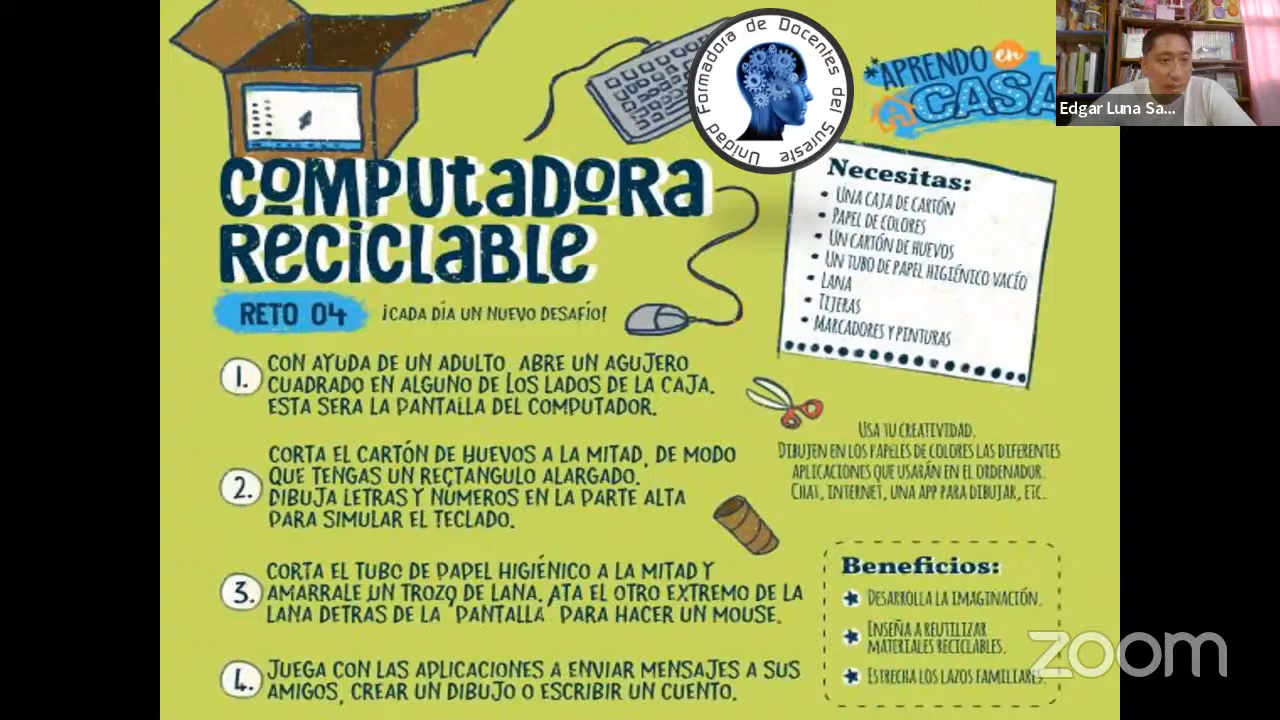 Unidad Formadora de Docentes del Sureste
*APRENDO en
CASA
Edgar Luna Sa...
COMPUTADORA
RECICLABLE
RETO 04
¡CADA DÍA UN NUEVO DESAFÍO!
Necesitas:
• UNA CAJA DE CARTÓN
• PAPEL DE COLORES
• UN CARTÓN DE HUEVOS
• UN TUBO DE PAPEL HIGIÉNICO VACÍO
• LANA
• TIJERAS
• MARCADORES Y PINTURAS
1. CON AYUDA DE UN ADULTO ABRE UN AGUJERO
CUADRADO EN ALGUNO DE LOS LADOS DE LA CAJA.
ESTA SERA LA PANTALLA DEL COMPUTADOR.
2. CORTA EL CARTÓN DE HUEVOS A LA MITAD, DE MODO
QUE TENGAS UN RECTANGULO ALARGADO.
DIBUJA LETRAS Y NÚMEROS EN LA PARTE ALTA
PARA SIMULAR EL TECLADO.
3. CORTA EL TUBO DE PAPEL HIGIÉNICO A LA MITAD Y
AMARRALE UN TROZO DE LANA. ATA EL OTRO EXTREMO DE LA
LANA DETRAS DE LA "PANTALLA" PARA HACER UN MOUSE.
4. JUEGA CON LAS APLICACIONES A ENVIAR MENSAJES A SUS
AMIGOS, CREAR UN DIBUJO O ESCRIBIR UN CUENTO.
USA TU CREATIVIDAD.
DIBUJEN EN LOS PAPELES DE COLORES LAS DIFERENTES
APLICACIONES QUE USARÁN EN EL ORDENADOR.
CHAT, INTERNET, UNA APP PARA DIBUJAR, ETC.
Beneficios:
DESARROLLA LA IMAGINACIÓN.
ENSEÑA A REUTILIZAR
MATERIALES RECICLABLES.
ESTRECHA LOS LAZOS FAMILIARES.
zoom